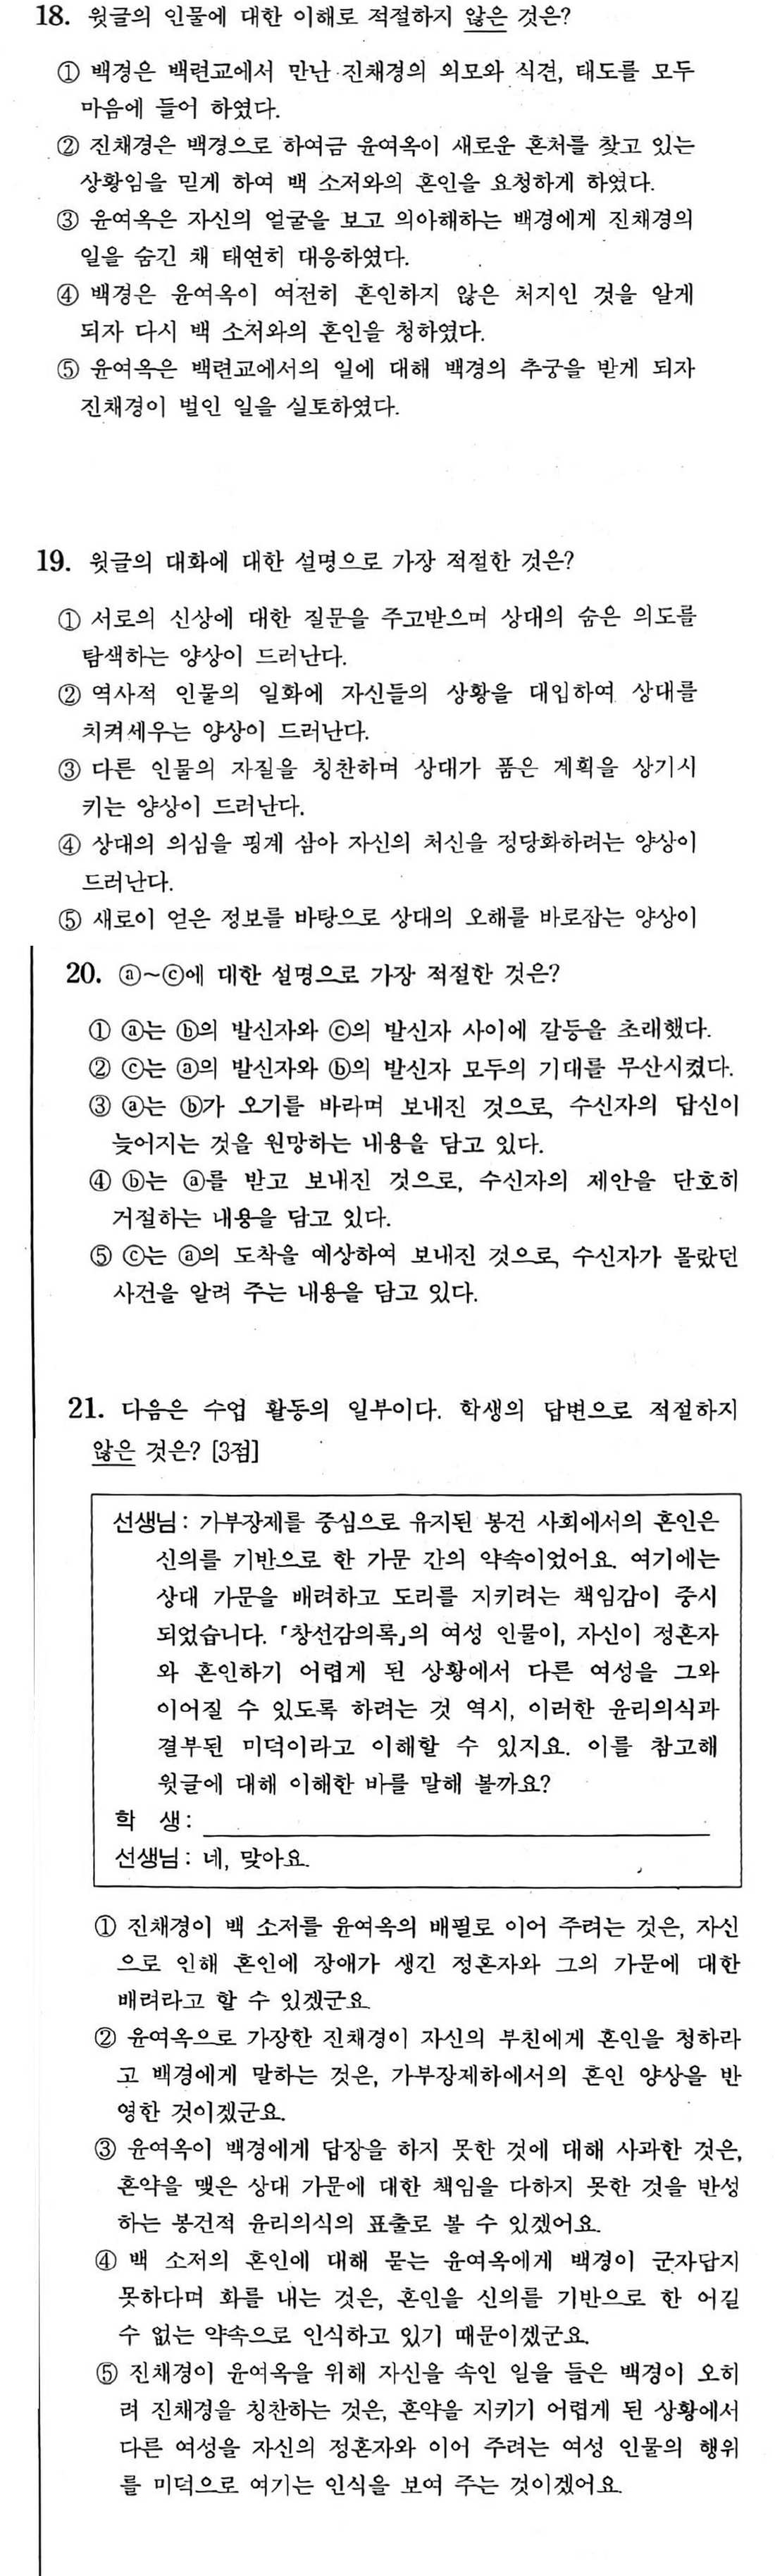 18. 윗글의 인물에 대한 이해로 적절하지 않은 것은?
① 백경은 백련교에서 만난 진채경의 외모와 식견, 태도를 모두
마음에 들어 하였다.
② 진채경은 백경으로 하여금 윤여옥이 새로운 혼처를 찾고 있는
상황임을 믿게 하여 백 소저와의 혼인을 요청하게 하였다.
③ 윤여옥은 자신의 얼굴을 보고 의아해하는 백경에게 진채경의
일을 숨긴 채 태연히 대응하였다.
④ 백경은 윤여옥이 여전히 혼인하지 않은 처지인 것을 알게
되자 다시 백 소저와의 혼인을 청하였다.
⑤ 윤여옥은 백련교에서의 일에 대해 백경의 추궁을 받게 되자
진채경이 벌인 일을 실토하였다.
19. 윗글의 대화에 대한 설명으로 가장 적절한 것은?
① 서로의 신상에 대한 질문을 주고받으며 상대의 숨은 의도를
탐색하는 양상이 드러난다.
② 역사적 인물의 일화에 자신들의 상황을 대입하여 상대를
치켜세우는 양상이 드러난다.
③ 다른 인물의 자질을 칭찬하며 상대가 품은 계획을 상기시
키는 양상이 드러난다.
④ 상대의 의심을 핑계 삼아 자신의 처신을 정당화하려는 양상이
드러난다.
⑤ 새로이 얻은 정보를 바탕으로 상대의 오해를 바로잡는 양상이
20. ⓐ~ⓒ에 대한 설명으로 가장 적절한 것은?
① ⓐ는 ⓑ의 발신자와 ⓒ의 발신자 사이에 갈등을 초래했다.
② ⓒ는 ⓐ의 발신자와 ⓑ의 발신자 모두의 기대를 무산시켰다.
③ ⓐ는 ⓑ가 오기를 바라며 보내진 것으로, 수신자의 답신이
늦어지는 것을 원망하는 내용을 담고 있다.
④ ⓑ는 ⓐ를 받고 보내진 것으로, 수신자의 제안을 단호히
거절하는 내용을 담고 있다.
⑤ ⓒ는 ⓐ의 도착을 예상하여 보내진 것으로, 수신자가 몰랐던
사건을 알려 주는 내용을 담고 있다.
21. 다음은 수업 활동의 일부이다. 학생의 답변으로 적절하지
않은 것은? [3점]
선생님 : 가부장제를 중심으로 유지된 봉건 사회에서의 혼인은
신의를 기반으로 한 가문 간의 약속이었어요. 여기에는
상대 가문을 배려하고 도리를 지키려는 책임감이 중시
되었습니다. 「창선감의록」의 여성 인물이, 자신이 정혼자
와 혼인하기 어렵게 된 상황에서 다른 여성을 그와
이어질 수 있도록 하려는 것 역시, 이러한 윤리의식과
결부된 미덕이라고 이해할 수 있지요. 이를 참고해
윗글에 대해 이해한 바를 말해 볼까요?
학 생 :
선생님 : 네, 맞아요.
① 진채경이 백 소저를 윤여옥의 배필로 이어 주려는 것은, 자신
으로 인해 혼인에 장애가 생긴 정혼자와 그의 가문에 대한
배려라고 할 수 있겠군요.
② 윤여옥으로 가장한 진채경이 자신의 부친에게 혼인을 청하라
고 백경에게 말하는 것은, 가부장제하에서의 혼인 양상을 반
영한 것이겠군요.
③ 윤여옥이 백경에게 답장을 하지 못한 것에 대해 사과한 것은,
혼약을 맺은 상대 가문에 대한 책임을 다하지 못한 것을 반성
하는 봉건적 윤리의식의 표출로 볼 수 있겠어요.
④ 백 소저의 혼인에 대해 묻는 윤여옥에게 백경이 군자답지
못하다며 화를 내는 것은, 혼인을 신의를 기반으로 한 어길
수 없는 약속으로 인식하고 있기 때문이겠군요.
⑤ 진채경이 윤여옥을 위해 자신을 속인 일을 들은 백경이 오히
려 진채경을 칭찬하는 것은, 혼약을 지키기 어렵게 된 상황에서
다른 여성을 자신의 정혼자와 이어 주려는 여성 인물의 행위
를 미덕으로 여기는 인식을 보여 주는 것이겠어요.